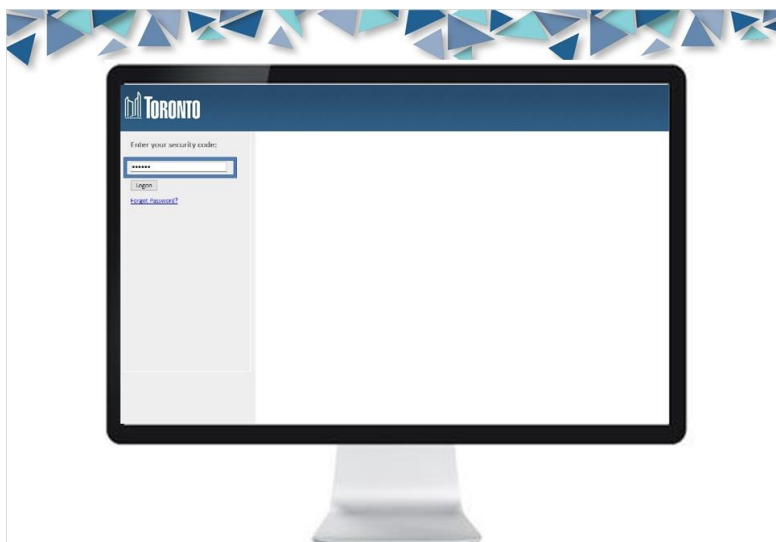 TORONTO
Enter your security code:
••••••
Logon
Forgot Password?